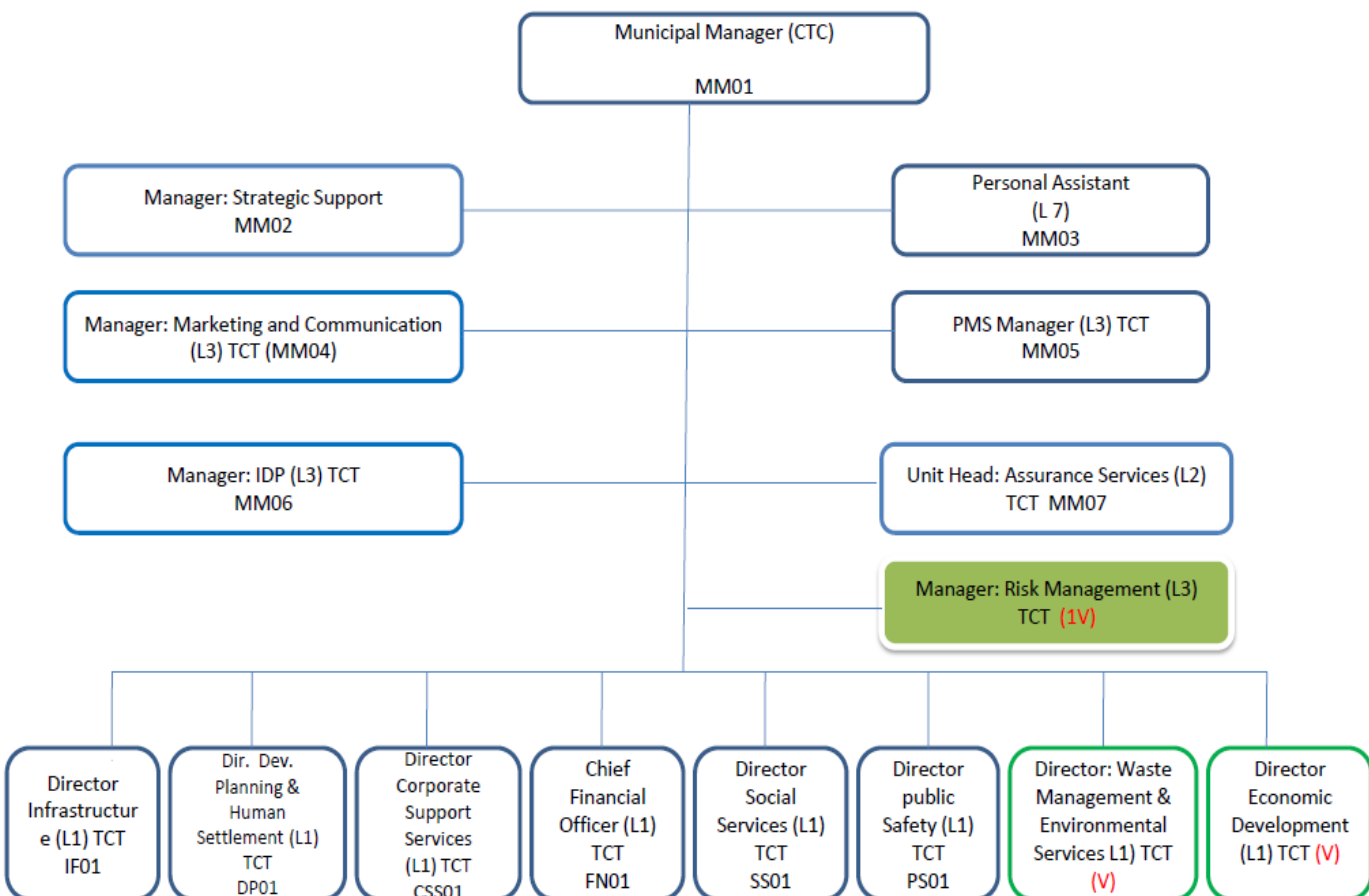 Municipal Manager (CTC)
MM01
Manager: Strategic Support
MM02
Personal Assistant
(L 7)
MM03
Manager: Marketing and Communication
(L3) TCT (MM04)
PMS Manager (L3) TCT
MM05
Manager: IDP (L3) TCT
MM06
Unit Head: Assurance Services (L2)
TCT MM07
Manager: Risk Management (L3)
TCT (1V)
Director
Infrastructur
e (L1) TCT
IF01
Dir. Dev.
Planning &
Human
Settlement (L1)
TCT
DP01
Director
Corporate
Support
Services
(L1) TCT
CSS01
Chief
Financial
Officer (L1)
TCT
FN01
Director
Social
Services (L1)
TCT
SS01
Director
public
Safety (L1)
TCT
PS01
Director: Waste
Management &
Environmental
Services L1) TCT
(V)
Director
Economic
Development
(L1) TCT (V)